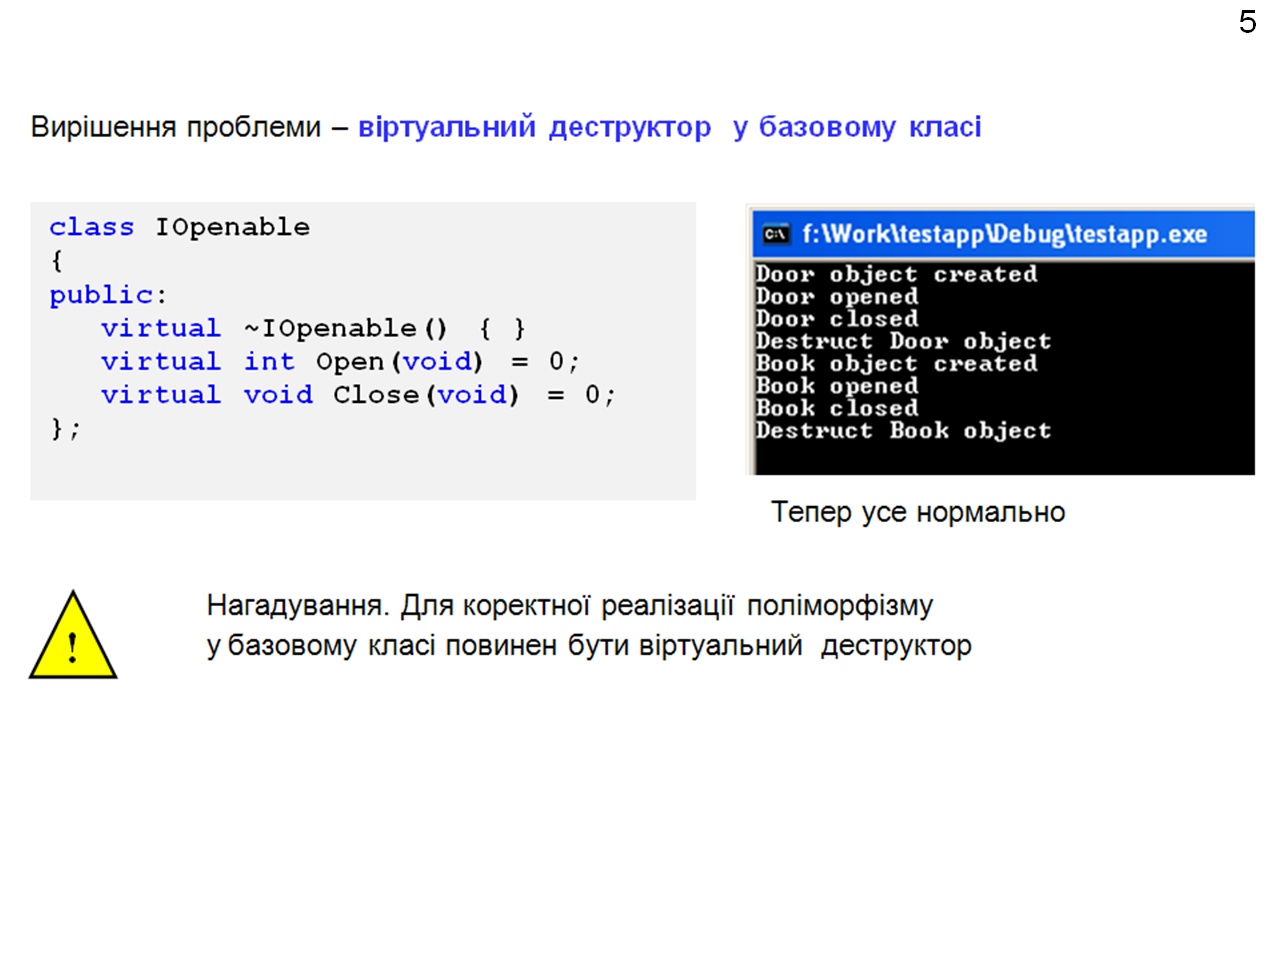 5
Вирішення проблеми – віртуальний деструктор у базовому класі
class IOpenable
{
public:
virtual ~IOpenable() { }
virtual int Open(void) = 0;
virtual void Close(void) = 0;
};
f:\Work\testapp\Debug\testapp.exe
Door object created
Door opened
Door closed
Destruct Door object
Book object created
Book opened
Book closed
Destruct Book object
Тепер усе нормально
!
Нагадування. Для коректної реалізації поліморфізму
у базовому класі повинен бути віртуальний деструктор